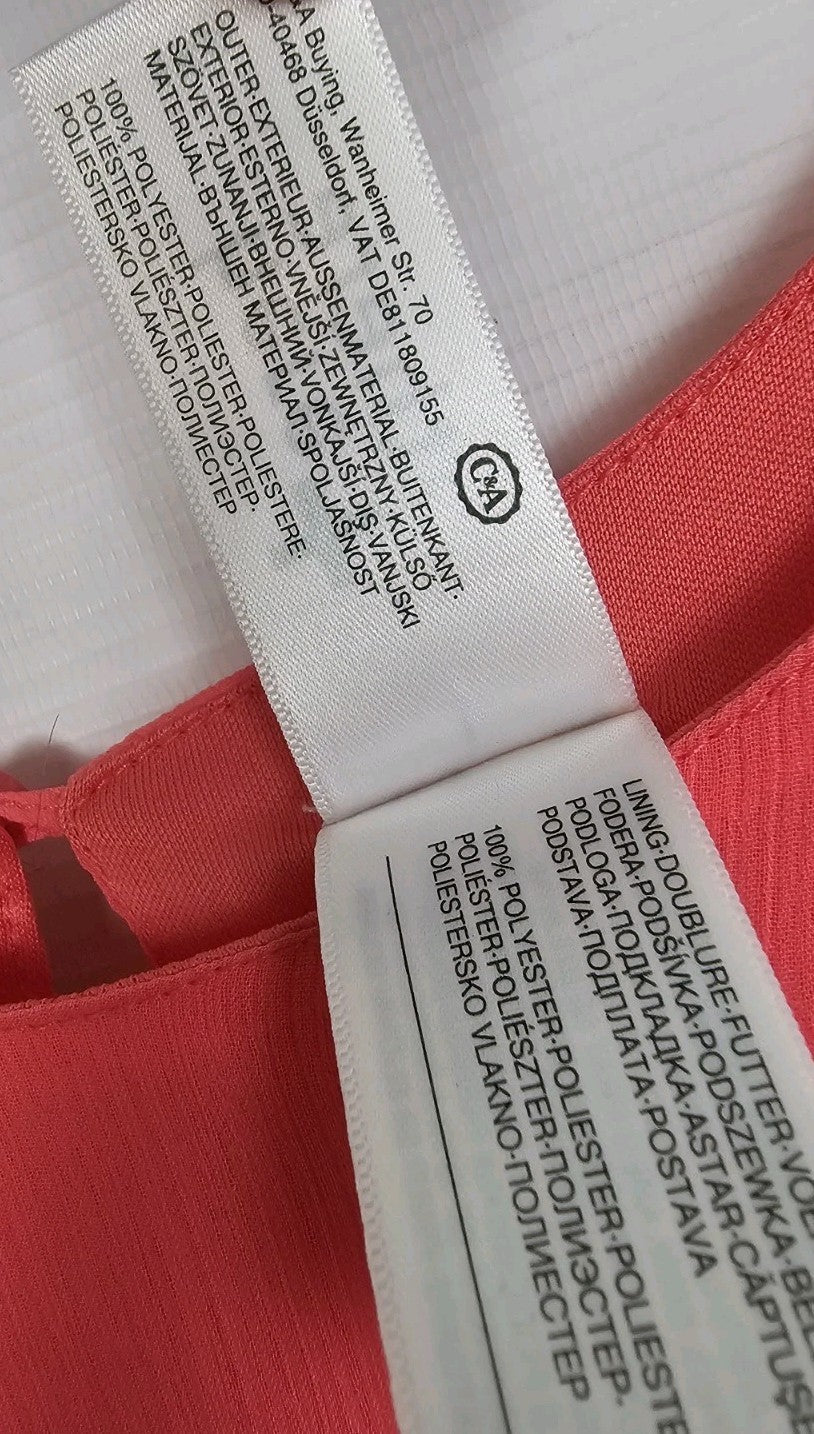 A Buying, Wanheimer Str. 70
-40468 Düsseldorf, VAT DE811809155
C&A
OUTER·EXTERIEUR·AUSSENMATERIAL·BUITENKANT·
EXTERIOR·ESTERNO·VNĚJŠÍ·ZEWNĘTRZNY·KÜLSŐ
SZÖVET·ZUNANJI·ВНЕШНИЙ·VONKAJŠÍ·DIŞ·VANJSKI
MATERIJAL·ВЪНШЕН МАТЕРИАЛ·SPOLJAŠNOST
100% POLYESTER·POLIESTER·POLIESTERE·
POLIÉSTER·POLIÉSZTER·ПОЛИЭСТЕР·
POLIESTERSKO VLAKNO·ПОЛИЕСТЕР
LINING·DOUBLURE·FUTTER·VOE
FODERA·PODŠÍVKA·PODSZEWKA·BÉL
PODLOGA·ПОДКЛАДКА·ASTAR·CĂPTUŞE
PODSTAVA·ПОДПЛАТА·POSTAVA
100% POLYESTER·POLIESTER·POLIESTE
POLIÉSTER·POLIÉSZTER·ПОЛИЭСТЕР·
POLIESTERSKO VLAKNO·ПОЛИЕСТЕР